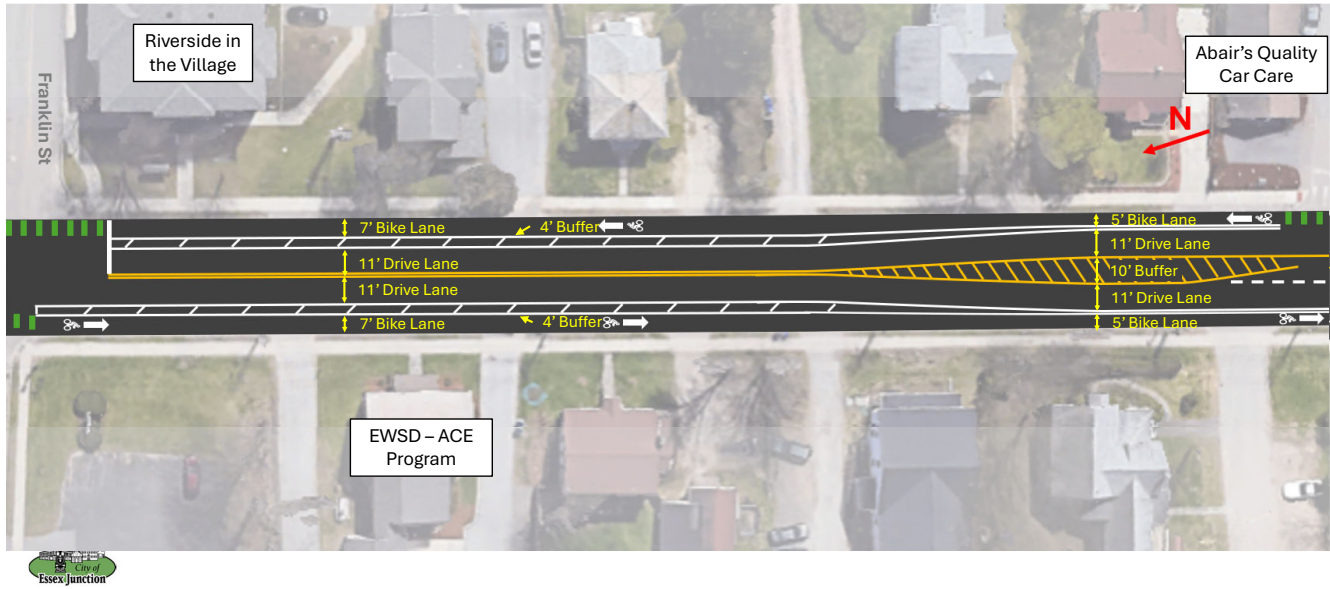 Riverside in
the Village
Abair’s Quality
Car Care
Franklin St
N
7’ Bike Lane
4’ Buffer
5’ Bike Lane
11’ Drive Lane
11’ Drive Lane
10’ Buffer
11’ Drive Lane
11’ Drive Lane
7’ Bike Lane
4’ Buffer
5’ Bike Lane
EWSD – ACE
Program
City of
Essex Junction